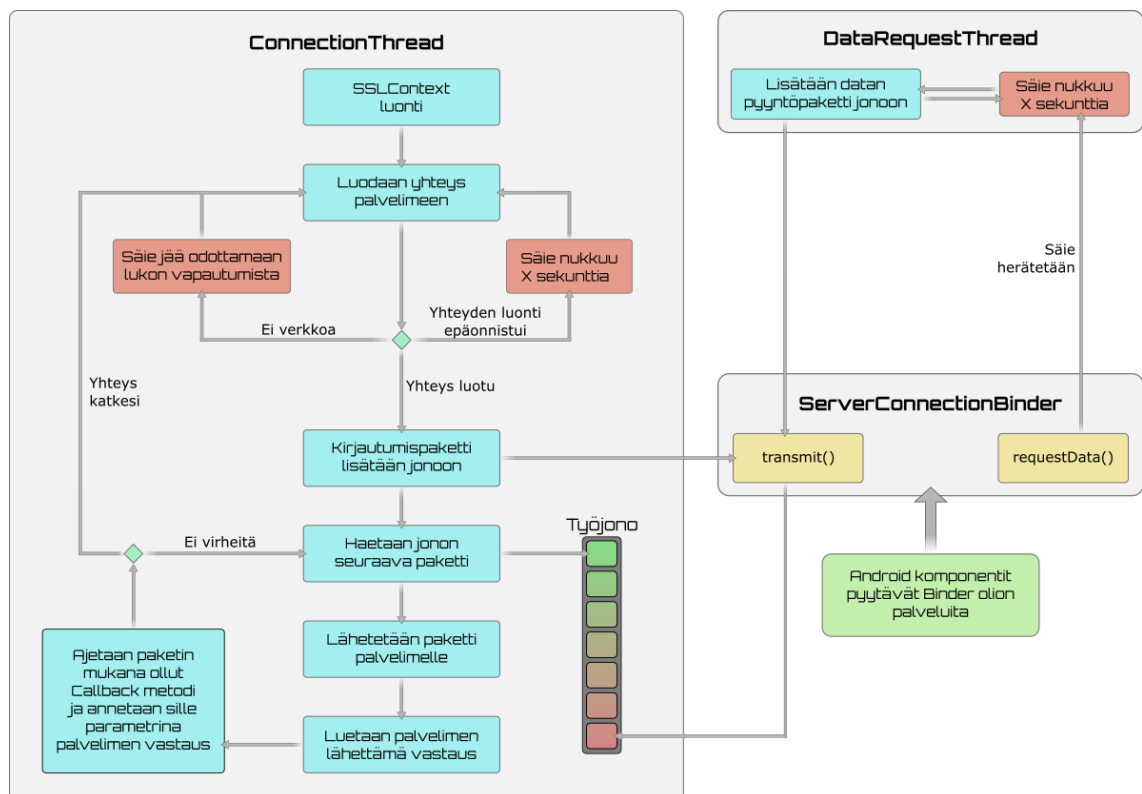 ConnectionThread
SSLContext
luonti
Luodaan yhteys
palvelimeen
Säie jää odottamaan
lukon vapautumista
Säie nukkuu
X sekunttia
Ei verkkoa
Yhteyden luonti
epäonnistui
Yhteys
katkesi
Yhteys luotu
Kirjautumispaketti
lisätään jonoon
Ei virheitä
Haetaan jonon
seuraava paketti
Työjono
Lähetetään paketti
palvelimelle
Ajetaan paketin
mukana ollut
Callback metodi
ja annetaan sille
parametrina
palvelimen vastaus
Luetaan palvelimen
lähettämä vastaus
DataRequestThread
Lisätään datan
pyyntöpaketti jonoon
Säie nukkuu
X sekunttia
Säie
herätetään
ServerConnectionBinder
transmit()
requestData()
Android komponentit
pyytävät Binder olion
palveluita